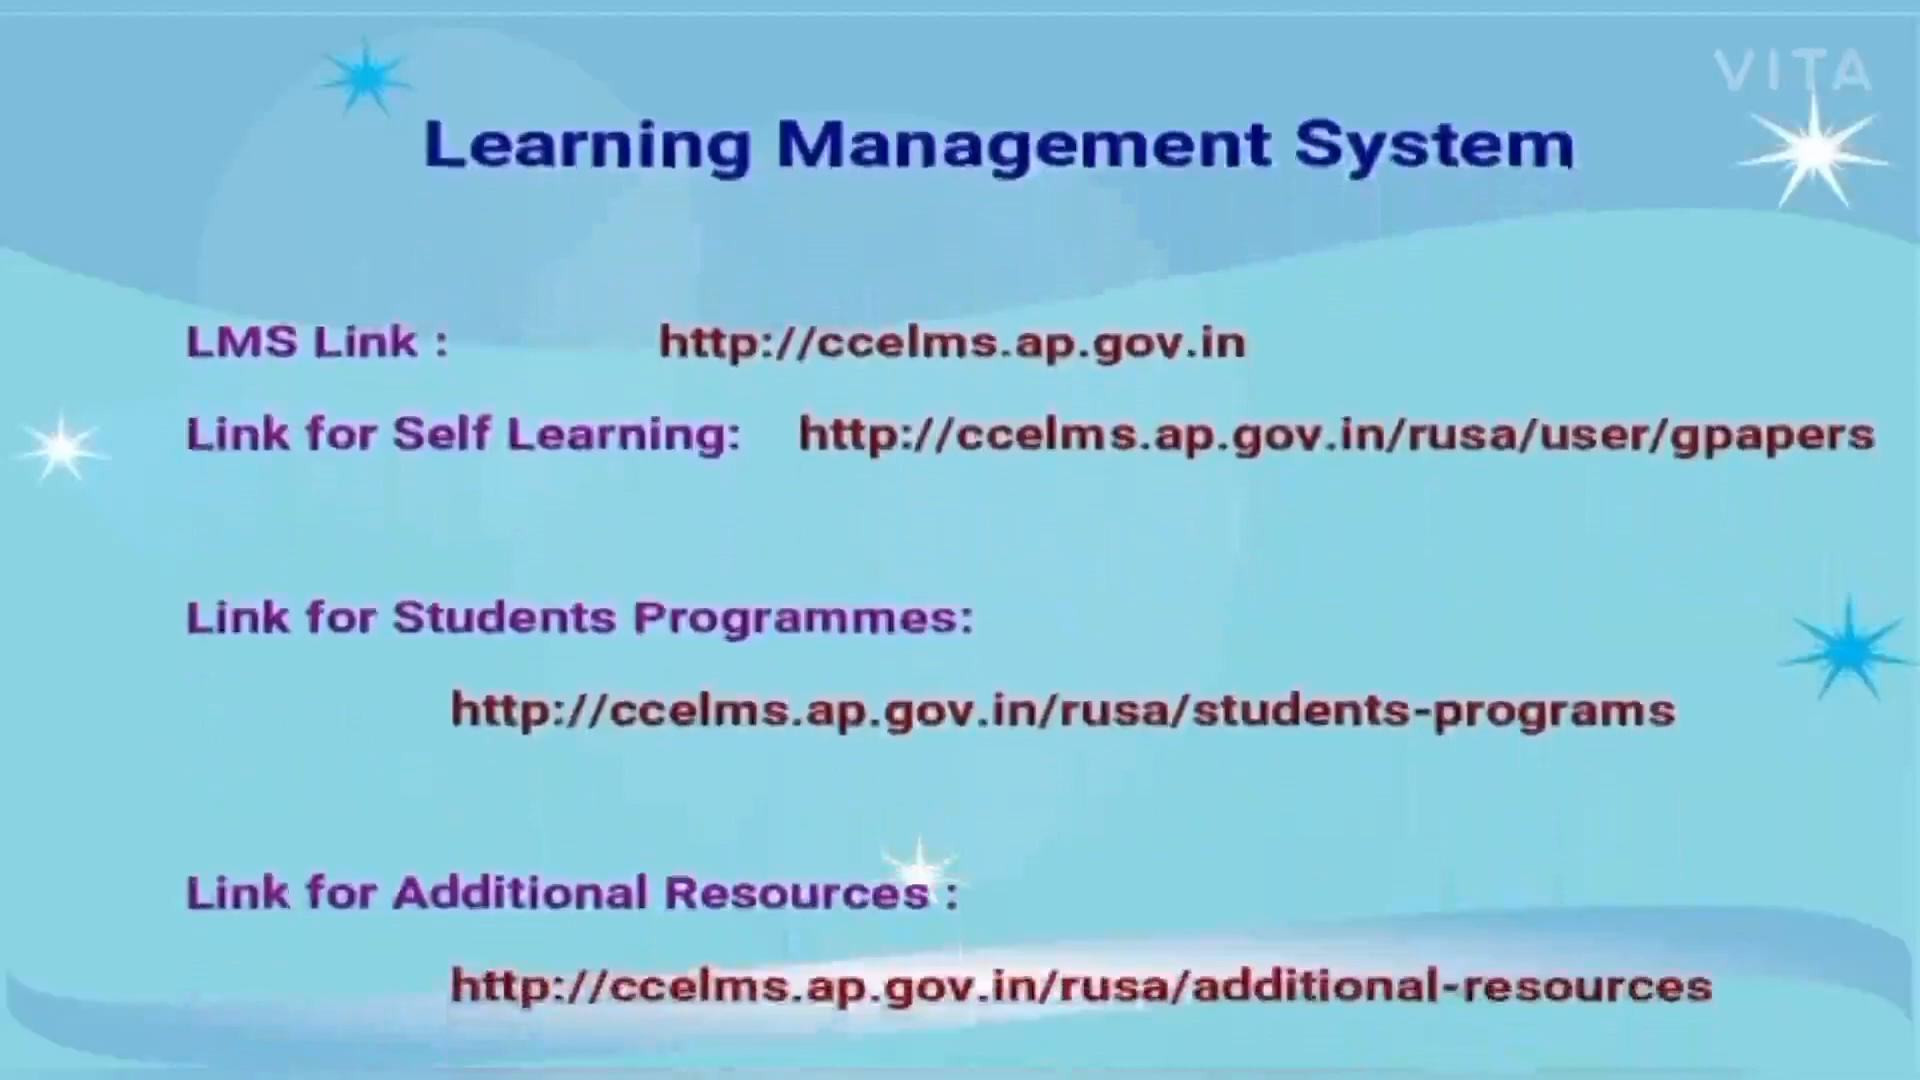 VITA
Learning Management System
LMS Link : http://ccelms.ap.gov.in
Link for Self Learning: http://ccelms.ap.gov.in/rusa/user/gpapers
Link for Students Programmes:
http://ccelms.ap.gov.in/rusa/students-programs
Link for Additional Resources :
http://ccelms.ap.gov.in/rusa/additional-resources